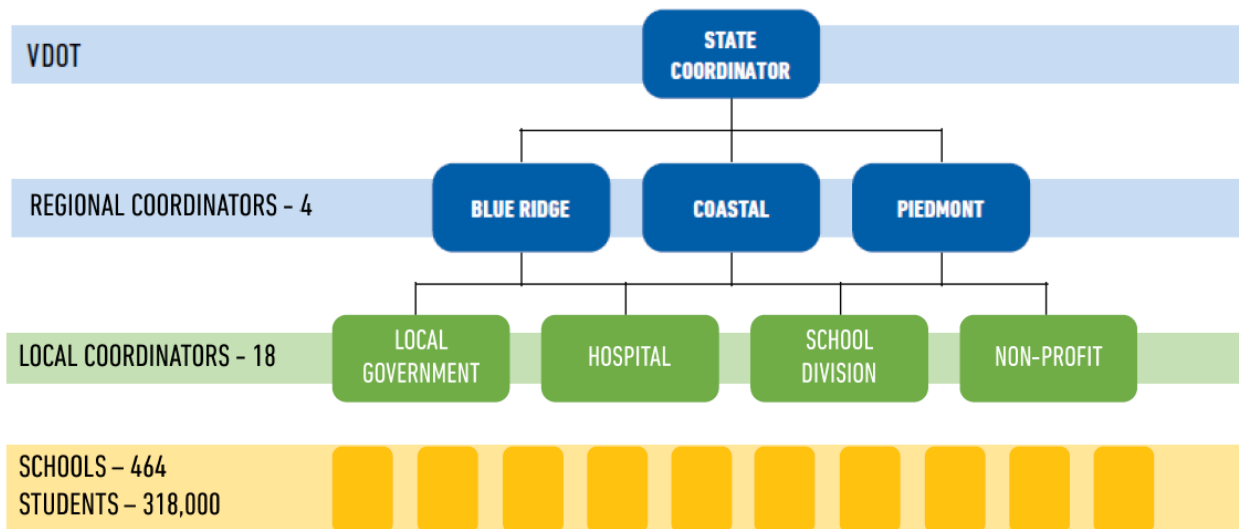 VDOT
STATE
COORDINATOR
REGIONAL COORDINATORS – 4
BLUE RIDGE
COASTAL
PIEDMONT
LOCAL COORDINATORS – 18
LOCAL
GOVERNMENT
HOSPITAL
SCHOOL
DIVISION
NON-PROFIT
SCHOOLS – 464
STUDENTS – 318,000